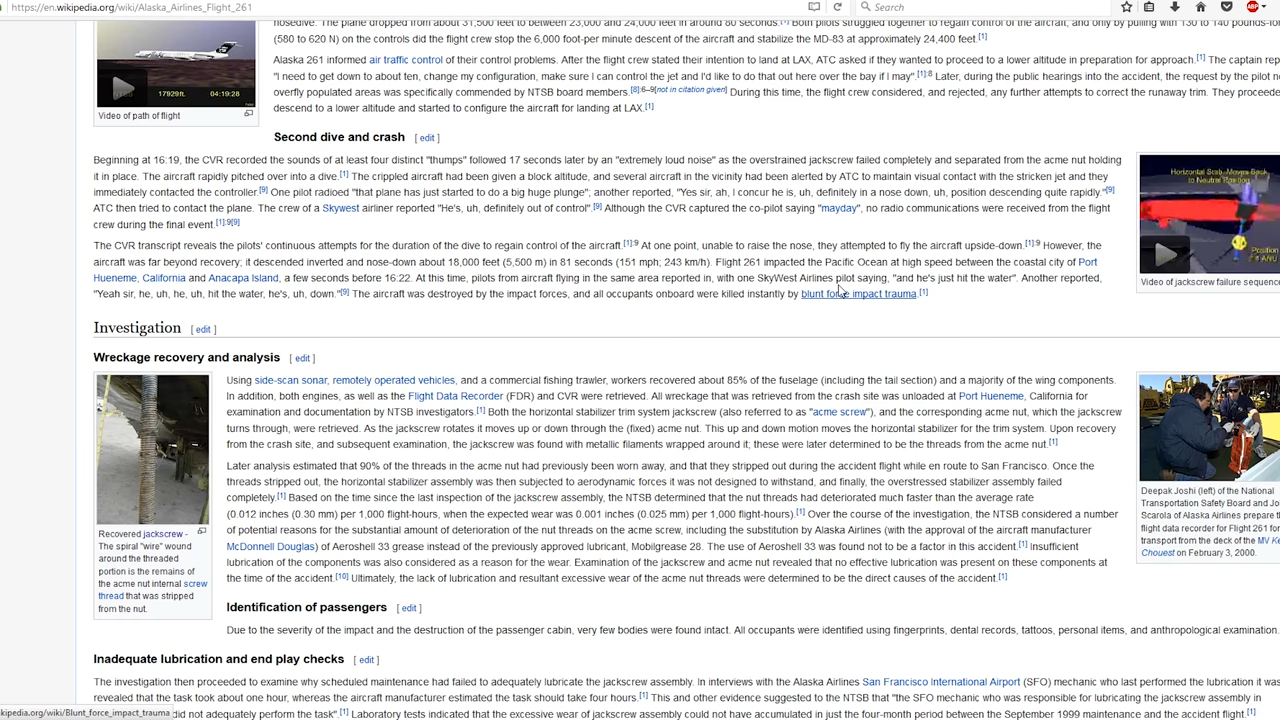 https://en.wikipedia.org/wiki/Alaska_Airlines_Flight_261
Search
ABP
nosedive. The plane dropped from about 31,500 feet to between 23,000 and 24,000 feet in around 80 seconds.[1] Both pilots struggled together to regain control of the aircraft, and only by pulling with 130 to 140 pounds-fo
(580 to 620 N) on the controls did the flight crew stop the 6,000 foot-per minute descent of the aircraft and stabilize the MD-83 at approximately 24,400 feet.[1]
Alaska 261 informed air traffic control of their control problems. After the flight crew stated their intention to land at LAX, ATC asked if they wanted to proceed to a lower altitude in preparation for approach.[1] The captain rep
"I need to get down to about ten, change my configuration, make sure I can control the jet and I'd like to do that out here over the bay if I may".[1]:8 Later, during the public hearings into the accident, the request by the pilot n
overfly populated areas was specifically commended by NTSB board members.[8]:6–9[not in citation given] During this time, the flight crew considered, and rejected, any further attempts to correct the runaway trim. They proceede
descend to a lower altitude and started to configure the aircraft for landing at LAX.[1]
NTSB 17929ft. 04:19:28
Video of path of flight
Second dive and crash [ edit ]
Beginning at 16:19, the CVR recorded the sounds of at least four distinct "thumps" followed 17 seconds later by an "extremely loud noise" as the overstrained jackscrew failed completely and separated from the acme nut holding
it in place. The aircraft rapidly pitched over into a dive.[1] The crippled aircraft had been given a block altitude, and several aircraft in the vicinity had been alerted by ATC to maintain visual contact with the stricken jet and they
immediately contacted the controller.[9] One pilot radioed "that plane has just started to do a big huge plunge"; another reported, "Yes sir, ah, I concur he is, uh, definitely in a nose down, uh, position descending quite rapidly."[9]
ATC then tried to contact the plane. The crew of a Skywest airliner reported "He's, uh, definitely out of control".[9] Although the CVR captured the co-pilot saying "mayday", no radio communications were received from the flight
crew during the final event.[1]:9[9]
The CVR transcript reveals the pilots' continuous attempts for the duration of the dive to regain control of the aircraft.[1]:9 At one point, unable to raise the nose, they attempted to fly the aircraft upside-down.[1]:9 However, the
aircraft was far beyond recovery; it descended inverted and nose-down about 18,000 feet (5,500 m) in 81 seconds (151 mph; 243 km/h). Flight 261 impacted the Pacific Ocean at high speed between the coastal city of Port
Hueneme, California and Anacapa Island, a few seconds before 16:22. At this time, pilots from aircraft flying in the same area reported in, with one SkyWest Airlines pilot saying, "and he's just hit the water". Another reported,
"Yeah sir, he, uh, he, uh, hit the water, he's, uh, down."[9] The aircraft was destroyed by the impact forces, and all occupants onboard were killed instantly by blunt force impact trauma.[1]
Horizontal Stab Moves Back
to Neutral Position
Position
Video of jackscrew failure sequence
Investigation [ edit ]
Wreckage recovery and analysis [ edit ]
Using side-scan sonar, remotely operated vehicles, and a commercial fishing trawler, workers recovered about 85% of the fuselage (including the tail section) and a majority of the wing components.
In addition, both engines, as well as the Flight Data Recorder (FDR) and CVR were retrieved. All wreckage that was retrieved from the crash site was unloaded at Port Hueneme, California for
examination and documentation by NTSB investigators.[1] Both the horizontal stabilizer trim system jackscrew (also referred to as "acme screw"), and the corresponding acme nut, which the jackscrew
turns through, were retrieved. As the jackscrew rotates it moves up or down through the (fixed) acme nut. This up and down motion moves the horizontal stabilizer for the trim system. Upon recovery
from the crash site, and subsequent examination, the jackscrew was found with metallic filaments wrapped around it; these were later determined to be the threads from the acme nut.[1]
Later analysis estimated that 90% of the threads in the acme nut had previously been worn away, and that they stripped out during the accident flight while en route to San Francisco. Once the
threads stripped out, the horizontal stabilizer assembly was then subjected to aerodynamic forces it was not designed to withstand, and finally, the overstressed stabilizer assembly failed
completely.[1] Based on the time since the last inspection of the jackscrew assembly, the NTSB determined that the nut threads had deteriorated much faster than the average rate
(0.012 inches (0.30 mm) per 1,000 flight-hours, when the expected wear was 0.001 inches (0.025 mm) per 1,000 flight-hours).[1] Over the course of the investigation, the NTSB considered a number
of potential reasons for the substantial amount of deterioration of the nut threads on the acme screw, including the substitution by Alaska Airlines (with the approval of the aircraft manufacturer
McDonnell Douglas) of Aeroshell 33 grease instead of the previously approved lubricant, Mobilgrease 28. The use of Aeroshell 33 was found not to be a factor in this accident.[1] Insufficient
lubrication of the components was also considered as a reason for the wear. Examination of the jackscrew and acme nut revealed that no effective lubrication was present on these components at
the time of the accident.[10] Ultimately, the lack of lubrication and resultant excessive wear of the acme nut threads were determined to be the direct causes of the accident.[1]
Recovered jackscrew -
The spiral "wire" wound
around the threaded
portion is the remains of
the acme nut internal screw
thread that was stripped
from the nut.
Deepak Joshi (left) of the National
Transportation Safety Board and Jo
Scarola of Alaska Airlines prepare th
flight data recorder for Flight 261 fo
transport from the deck of the MV Ke
Chouest on February 3, 2000.
Identification of passengers [ edit ]
Due to the severity of the impact and the destruction of the passenger cabin, very few bodies were found intact. All occupants were identified using fingerprints, dental records, tattoos, personal items, and anthropological examination.
Inadequate lubrication and end play checks [ edit ]
The investigation then proceeded to examine why scheduled maintenance had failed to adequately lubricate the jackscrew assembly. In interviews with the Alaska Airlines San Francisco International Airport (SFO) mechanic who last performed the lubrication it wa
revealed that the task took about one hour, whereas the aircraft manufacturer estimated the task should take four hours.[1] This and other evidence suggested to the NTSB that "the SFO mechanic who was responsible for lubricating the jackscrew assembly in
did not adequately perform the task".[1] Laboratory tests indicated that the excessive wear of jackscrew assembly could not have accumulated in just the four-month period between the September 1999 maintenance and the accident flight.[1]
kipedia.org/wiki/Blunt_force_impact_trauma